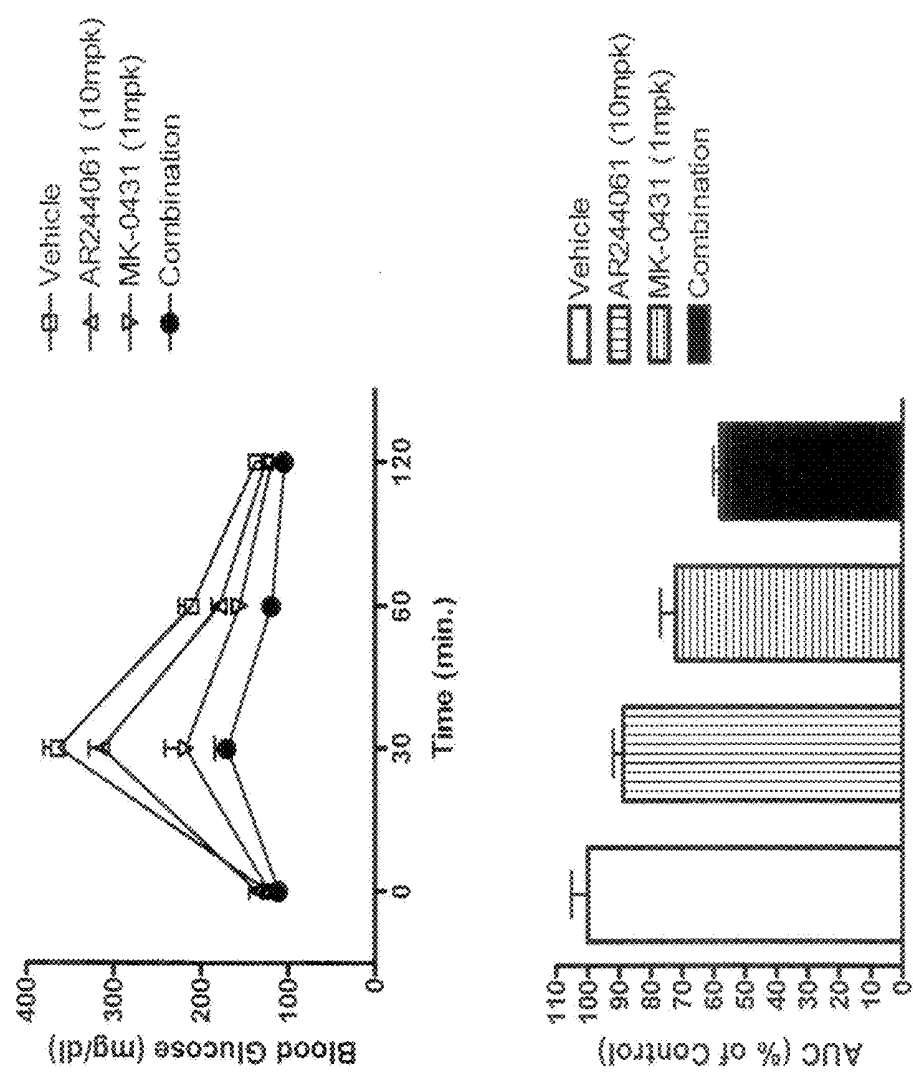 Vehicle
AR244061 (10mpk)
MK-0431 (1mpk)
Combination
Blood Glucose (mg/dl)
400
300
200
100
0
0
30
60
120
Time (min.)
Vehicle
AR244061 (10mpk)
MK-0431 (1mpk)
Combination
AUC (% of Control)
110
100
90
80
70
60
50
40
30
20
10
0